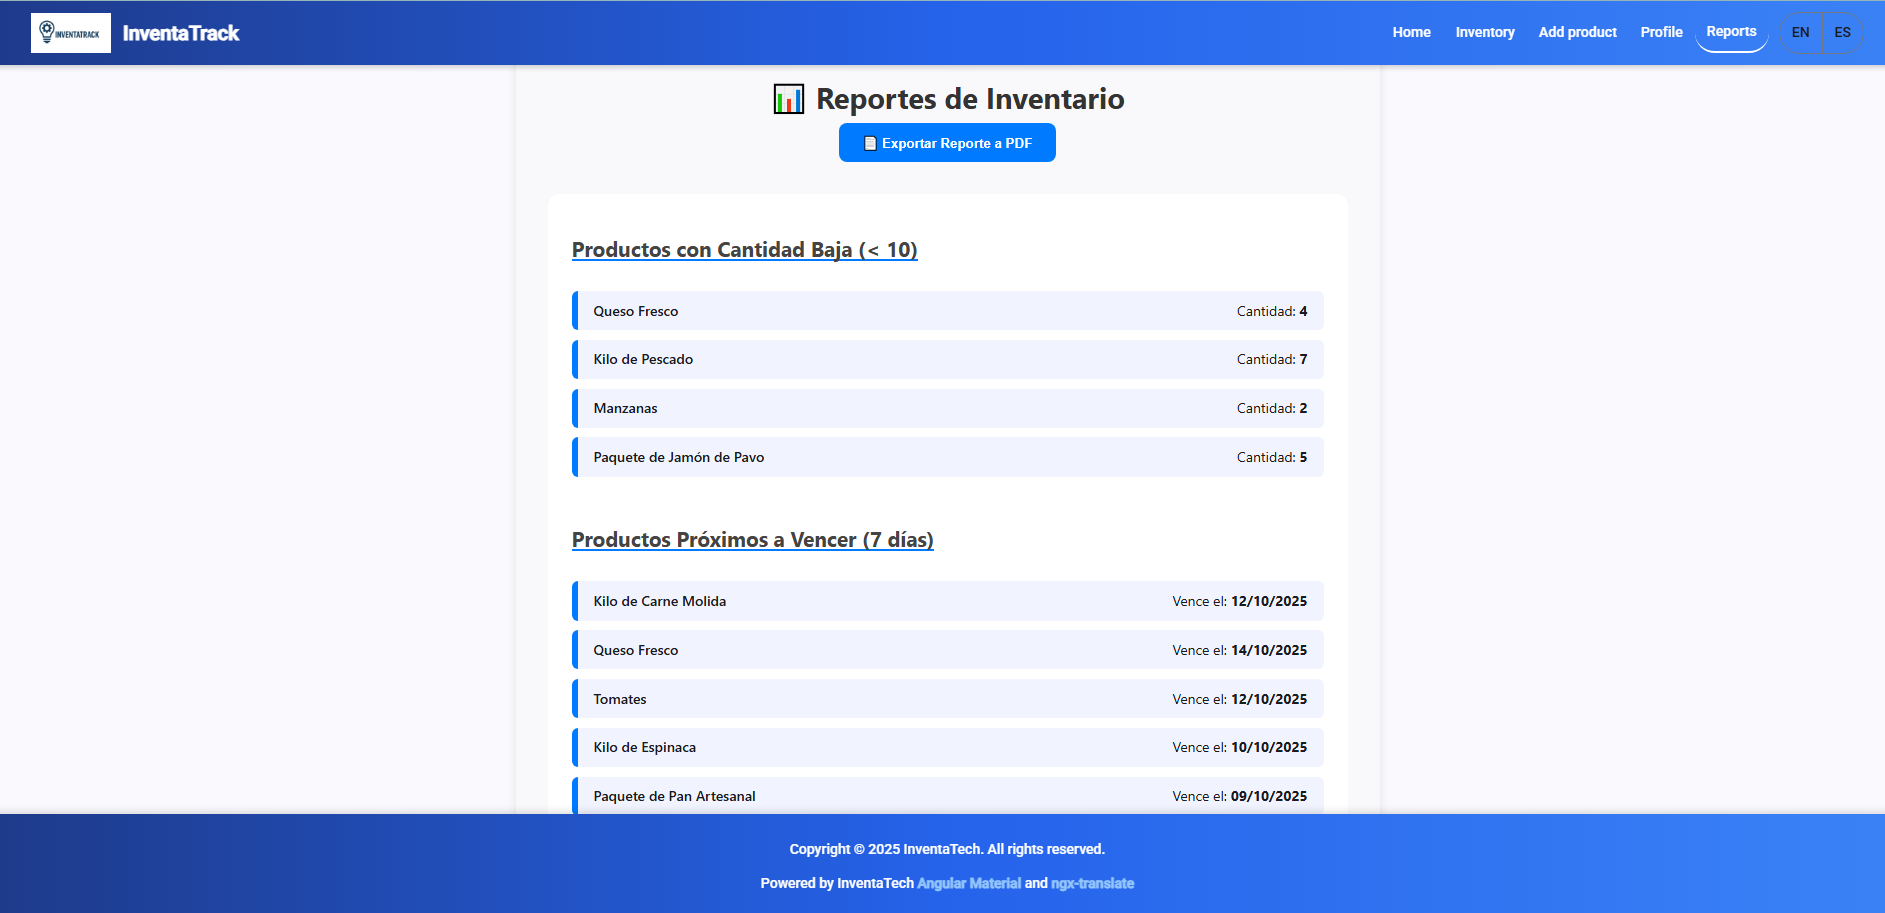 INVENTATRACK
InventaTrack
Home
Inventory
Add product
Profile
Reports
EN
ES
Reportes de Inventario
Exportar Reporte a PDF
Productos con Cantidad Baja (< 10)
Queso Fresco Cantidad: 4
Kilo de Pescado Cantidad: 7
Manzanas Cantidad: 2
Paquete de Jamón de Pavo Cantidad: 5
Productos Próximos a Vencer (7 días)
Kilo de Carne Molida Vence el: 12/10/2025
Queso Fresco Vence el: 14/10/2025
Tomates Vence el: 12/10/2025
Kilo de Espinaca Vence el: 10/10/2025
Paquete de Pan Artesanal Vence el: 09/10/2025
Copyright © 2025 InventaTech. All rights reserved.
Powered by InventaTech Angular Material and ngx-translate